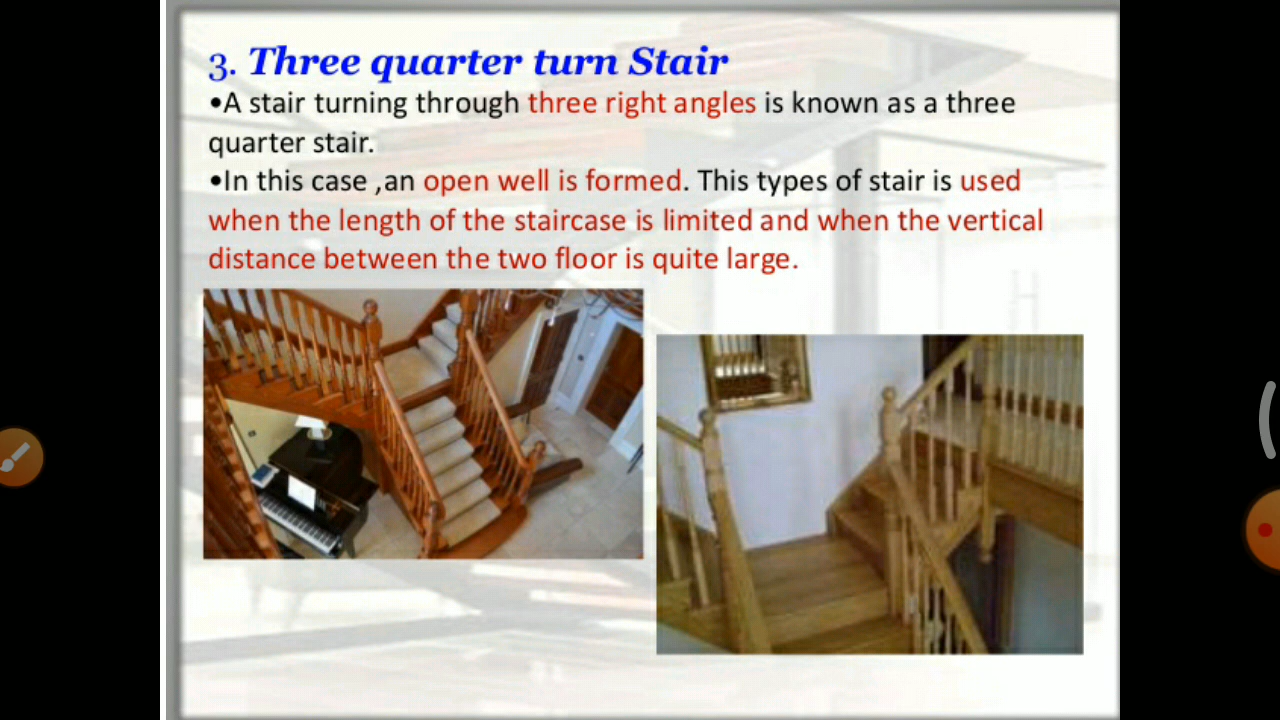 3. Three quarter turn Stair
•A stair turning through three right angles is known as a three
quarter stair.
•In this case ,an open well is formed. This types of stair is used
when the length of the staircase is limited and when the vertical
distance between the two floor is quite large.